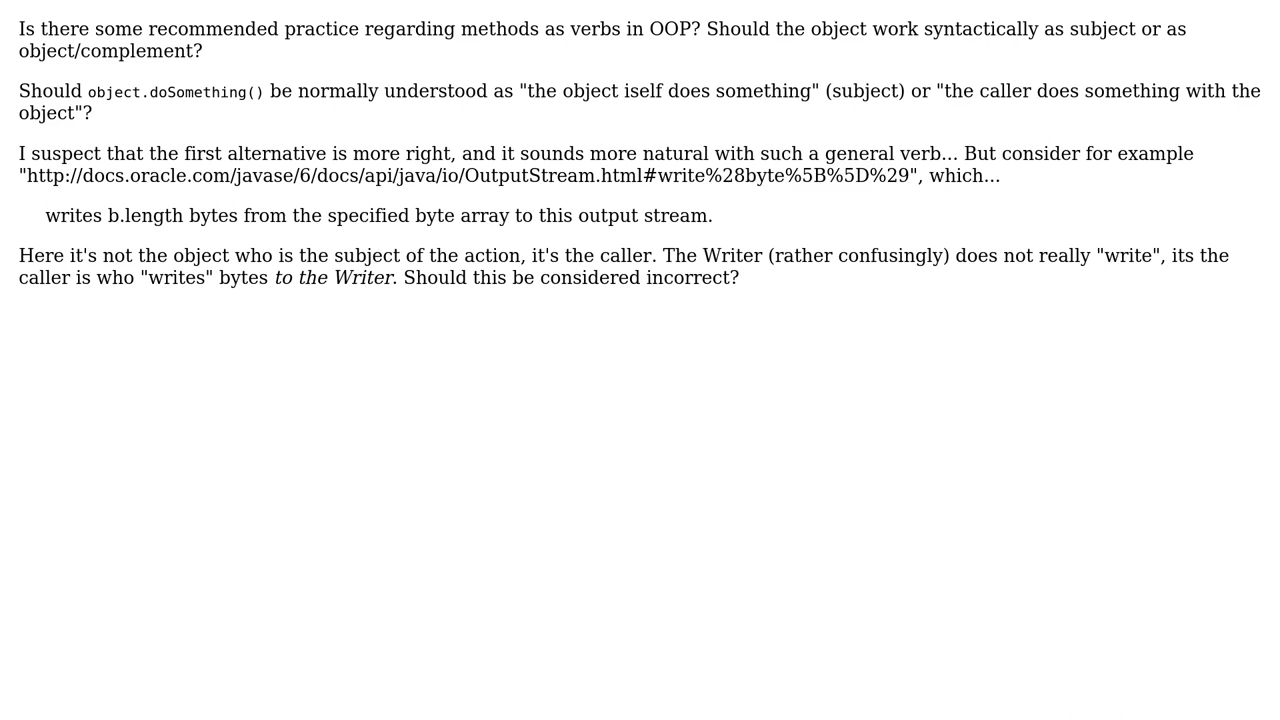 Is there some recommended practice regarding methods as verbs in OOP? Should the object work syntactically as subject or as
object/complement?
Should object.doSomething() be normally understood as "the object iself does something" (subject) or "the caller does something with the
object"?
I suspect that the first alternative is more right, and it sounds more natural with such a general verb... But consider for example
"http://docs.oracle.com/javase/6/docs/api/java/io/OutputStream.html#write%28byte%5B%5D%29", which...
writes b.length bytes from the specified byte array to this output stream.
Here it's not the object who is the subject of the action, it's the caller. The Writer (rather confusingly) does not really "write", its the
caller is who "writes" bytes to the Writer. Should this be considered incorrect?